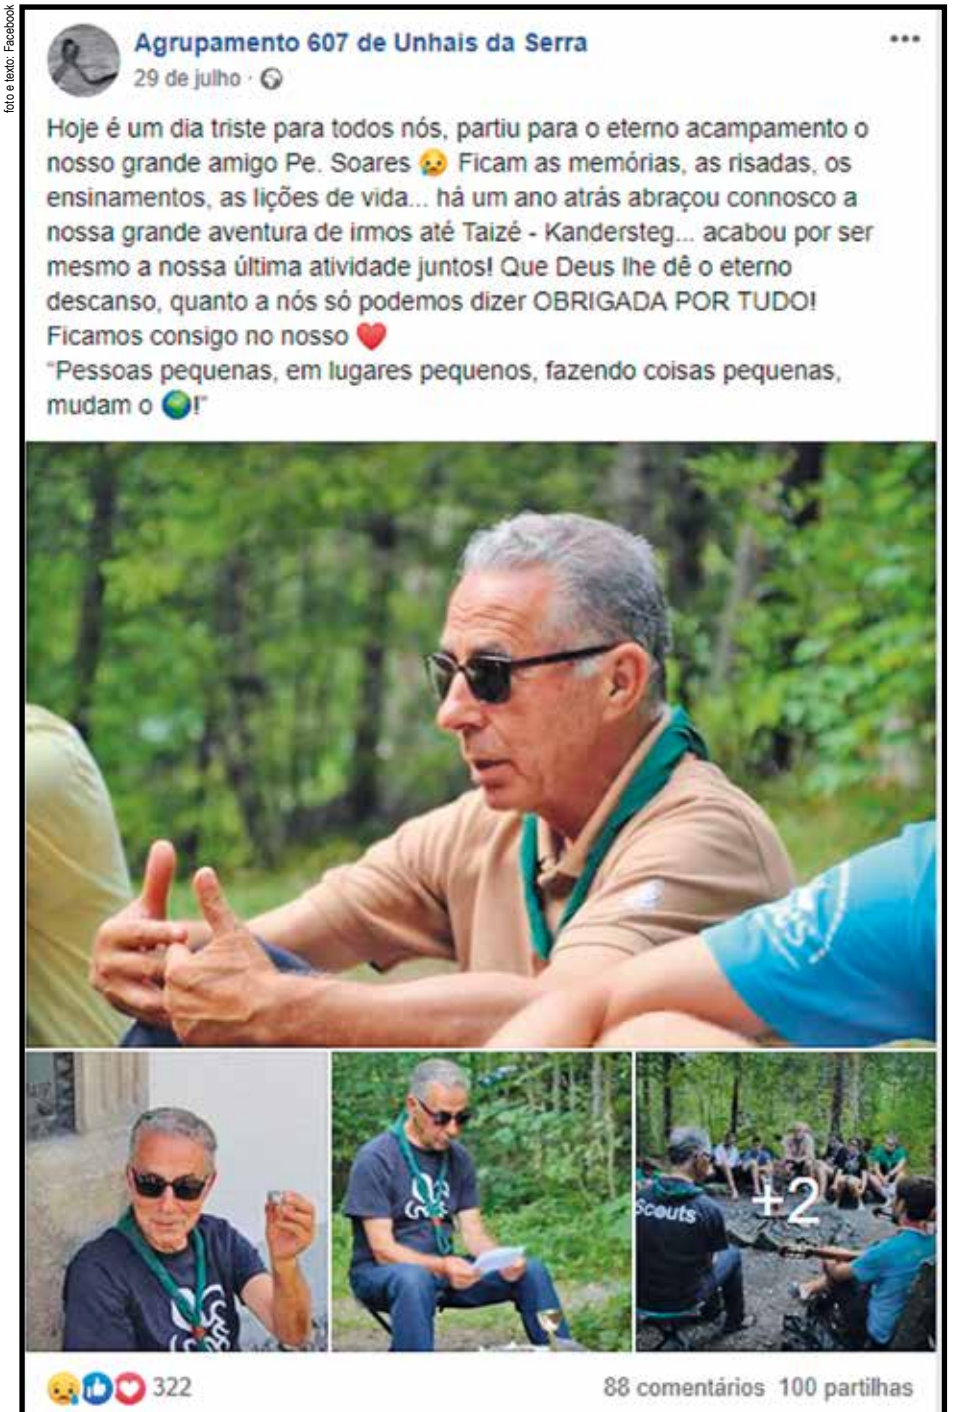 foto e texto: Facebook
Agrupamento 607 de Unhais da Serra
29 de julho ·
Hoje é um dia triste para todos nós, partiu para o eterno acampamento o
nosso grande amigo Pe. Soares 😢 Ficam as memórias, as risadas, os
ensinamentos, as lições de vida... há um ano atrás abraçou connosco a
nossa grande aventura de irmos até Taizé - Kandersteg... acabou por ser
mesmo a nossa última atividade juntos! Que Deus lhe dê o eterno
descanso, quanto a nós só podemos dizer OBRIGADA POR TUDO!
Ficamos consigo no nosso ❤️
“Pessoas pequenas, em lugares pequenos, fazendo coisas pequenas,
mudam o 🌍!”
Scouts
+2
322
88 comentários 100 partilhas